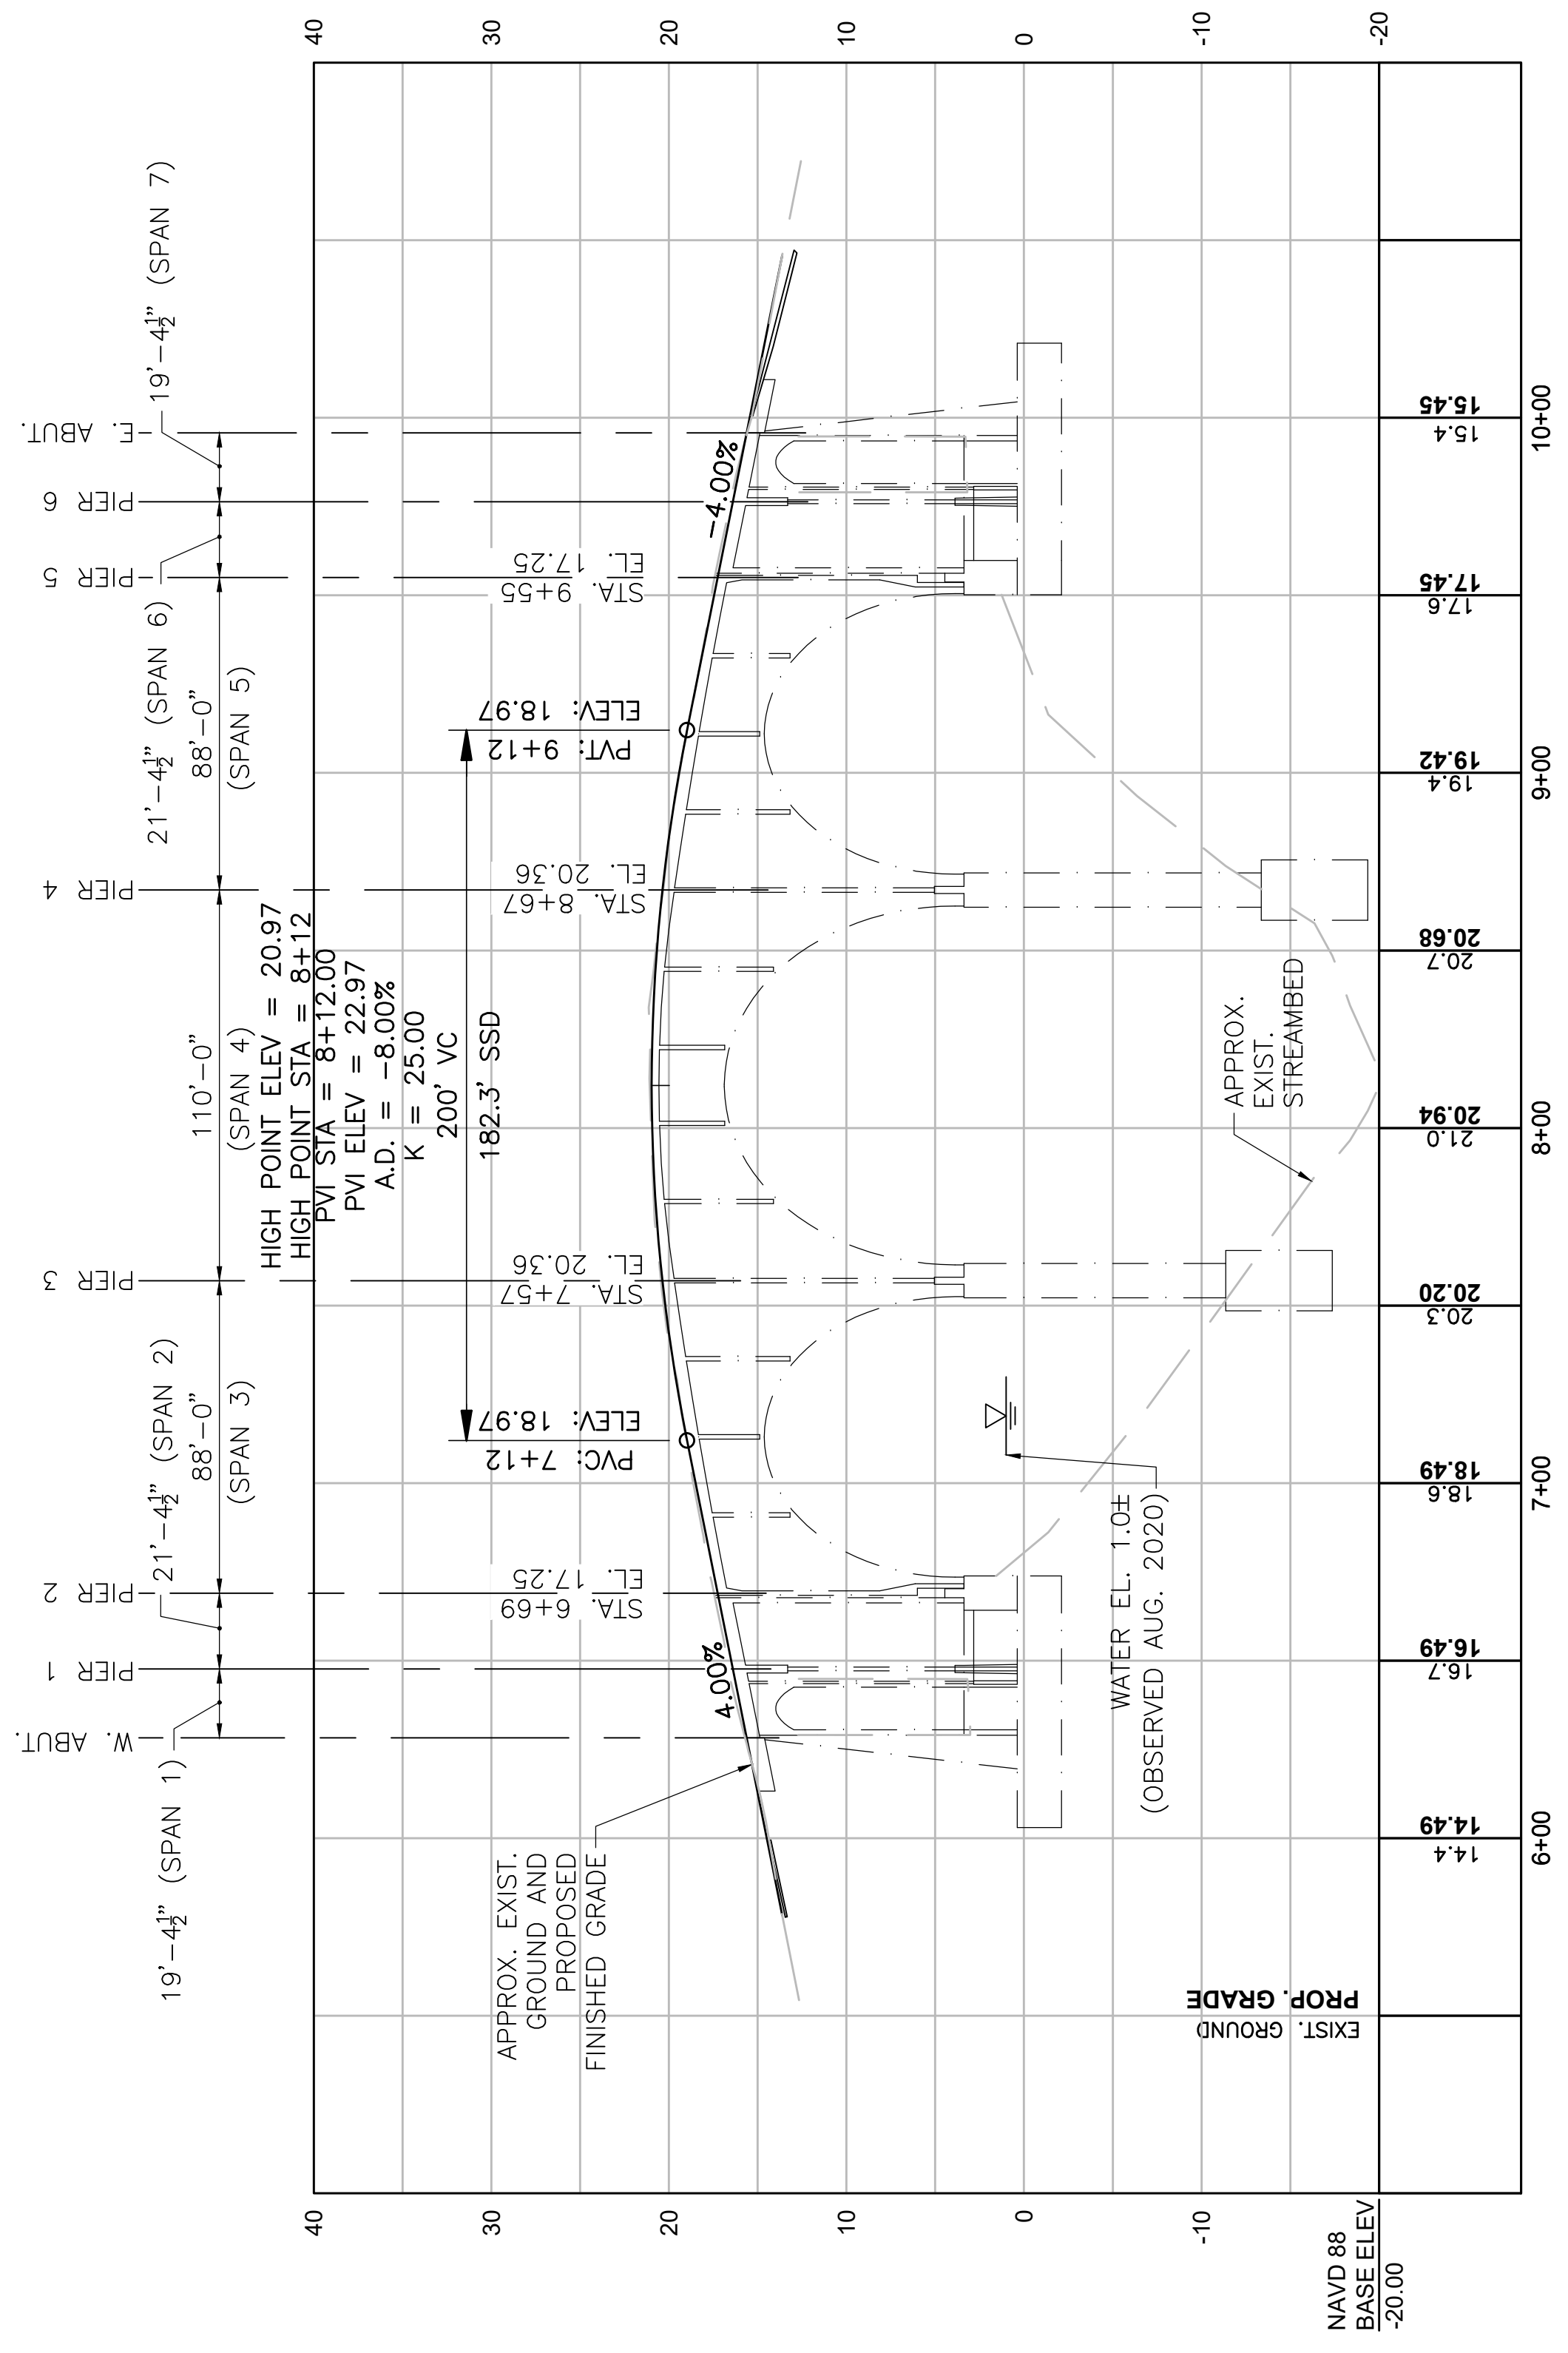 W. ABUT.
PIER 1
PIER 2
PIER 3
PIER 4
PIER 5
PIER 6
E. ABUT.
19'-4½" (SPAN 1)
21'-4½" (SPAN 2)
88'-0"
(SPAN 3)
110'-0"
(SPAN 4)
88'-0"
(SPAN 5)
21'-4½" (SPAN 6)
19'-4½" (SPAN 7)
HIGH POINT ELEV = 20.97
HIGH POINT STA = 8+12
PVI STA = 8+12.00
PVI ELEV = 22.97
A.D. = -8.00%
K = 25.00
200' VC
182.3' SSD
PVC: 7+12
ELEV: 18.97
PVT: 9+12
ELEV: 18.97
STA. 6+69
EL. 17.25
STA. 7+57
EL. 20.36
STA. 8+67
EL. 20.36
STA. 9+55
EL. 17.25
4.00%
-4.00%
APPROX. EXIST.
GROUND AND
PROPOSED
FINISHED GRADE
WATER EL. 1.0±
(OBSERVED AUG. 2020)
APPROX.
EXIST.
STREAMBED
40
30
20
10
0
-10
40
30
20
10
0
-10
-20
NAVD 88
BASE ELEV
-20.00
PROP. GRADE
EXIST. GROUND
14.49
14.4
16.49
16.7
18.49
18.6
20.20
20.3
20.94
21.0
20.68
20.7
19.42
19.4
17.45
17.6
15.45
15.4
6+00
7+00
8+00
9+00
10+00